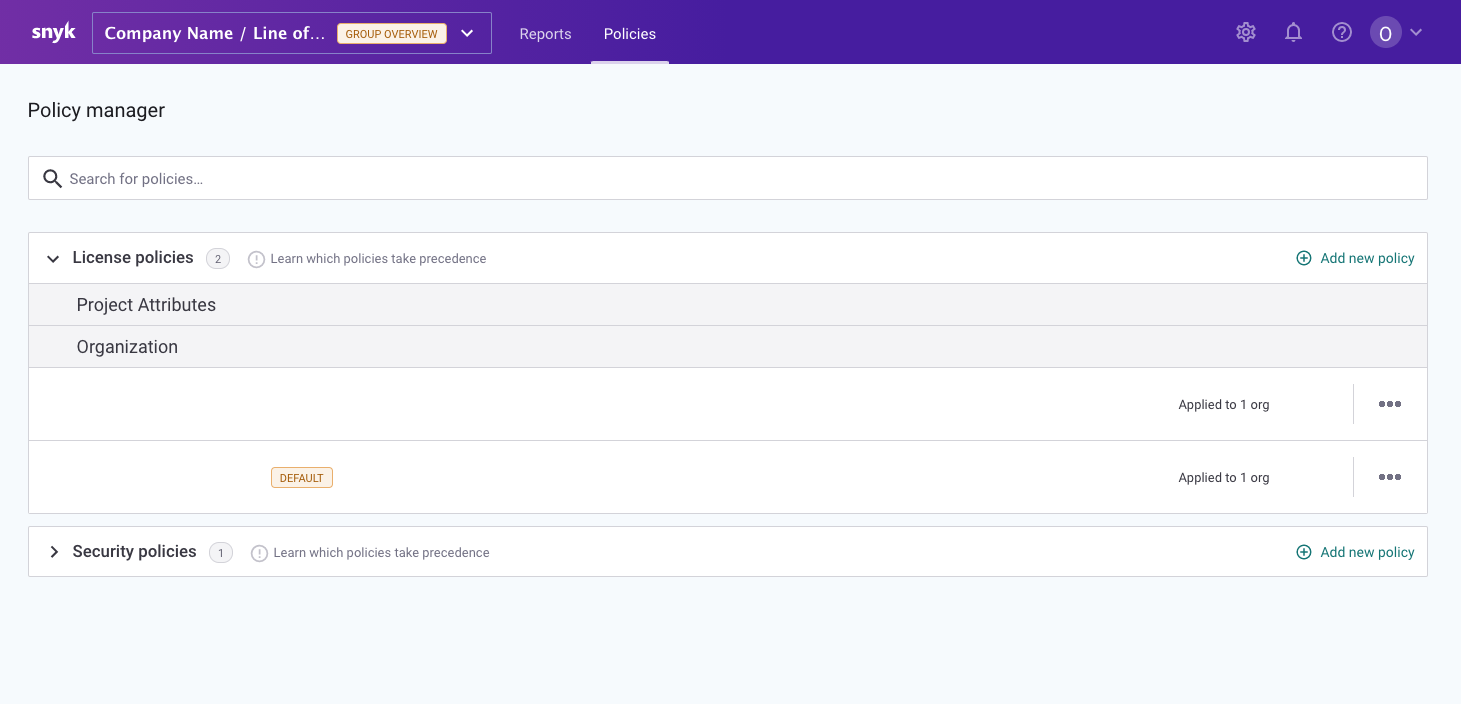 snyk Company Name / Line of... GROUP OVERVIEW Reports Policies O
Policy manager
Search for policies...
License policies 2 Learn which policies take precedence Add new policy
Project Attributes
Organization
Applied to 1 org
DEFAULT Applied to 1 org
Security policies 1 Learn which policies take precedence Add new policy